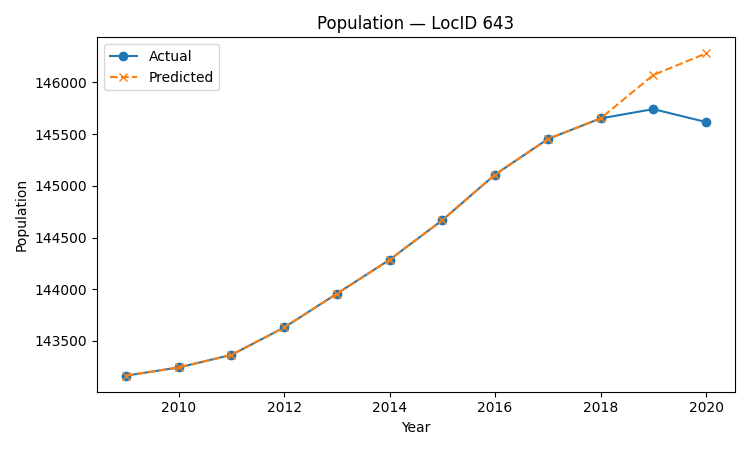 Population — LocID 643
Actual
Predicted
146000
145500
145000
144500
144000
143500
Population
2010 2012 2014 2016 2018 2020
Year